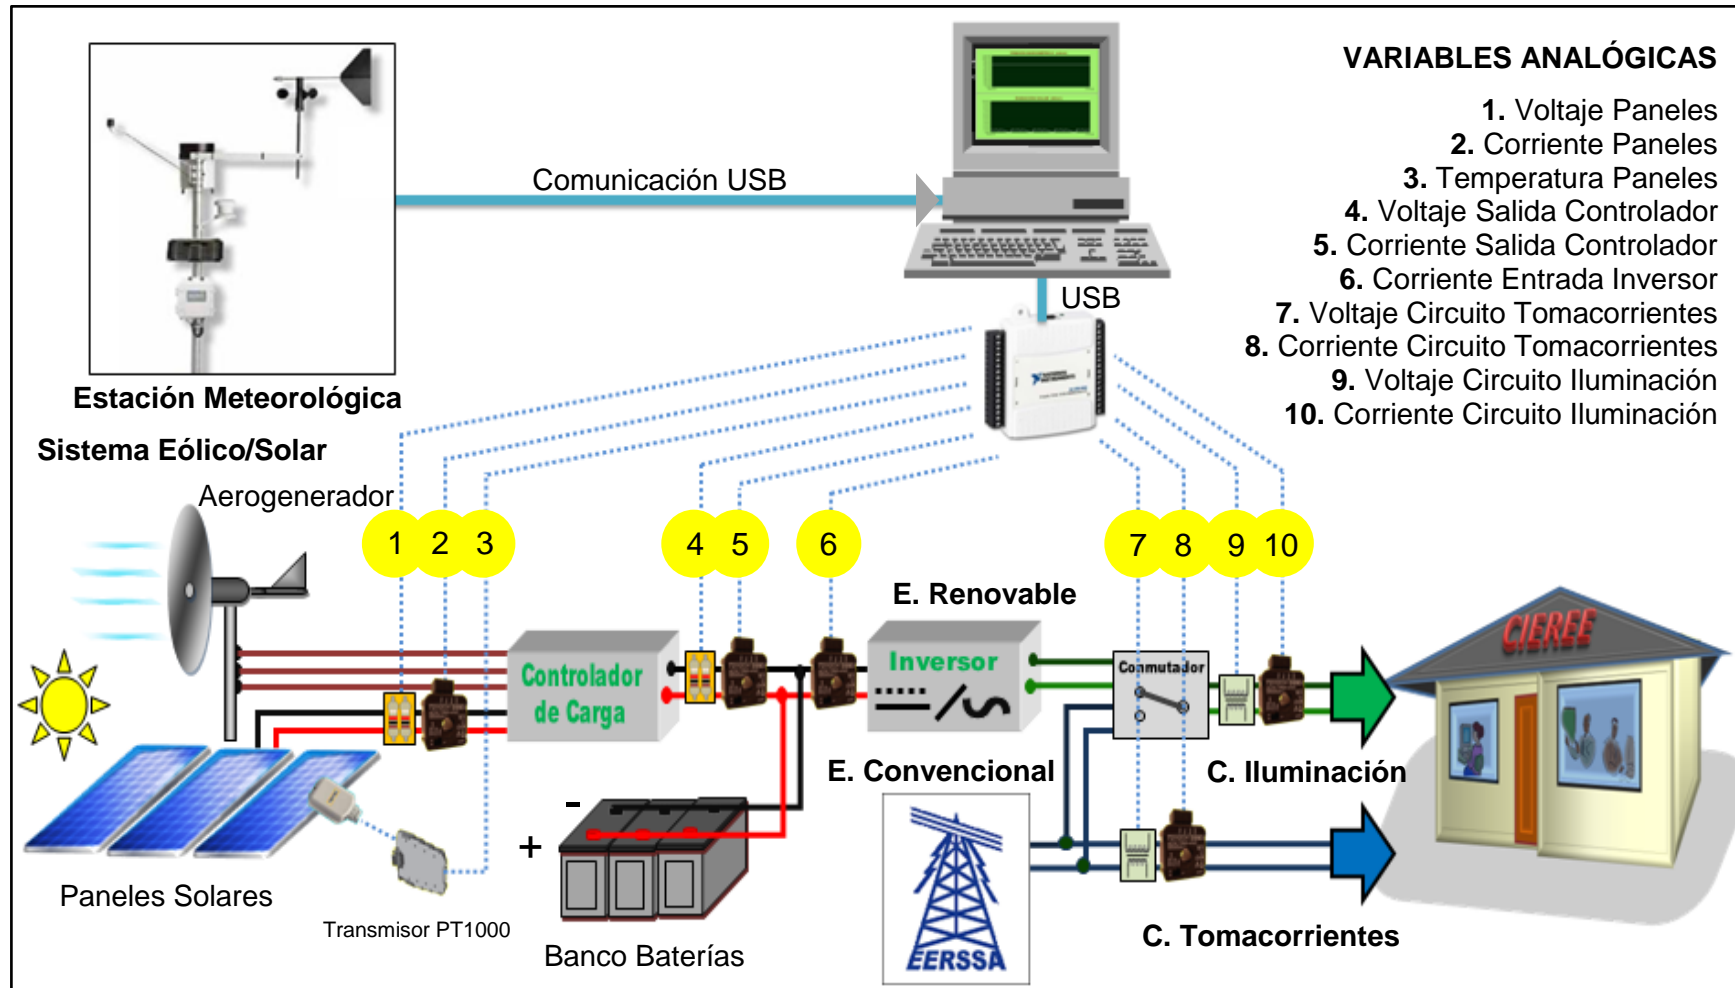 VARIABLES ANALÓGICAS
1. Voltaje Paneles
2. Corriente Paneles
3. Temperatura Paneles
4. Voltaje Salida Controlador
5. Corriente Salida Controlador
6. Corriente Entrada Inversor
7. Voltaje Circuito Tomacorrientes
8. Corriente Circuito Tomacorrientes
9. Voltaje Circuito Iluminación
10. Corriente Circuito Iluminación
Comunicación USB
USB
Estación Meteorológica
Sistema Eólico/Solar
Aerogenerador
1 2 3 4 5 6 7 8 9 10
E. Renovable
CIEREE
Controlador
de Carga
Inversor
Conmutador
E. Convencional
C. Iluminación
-
+
Paneles Solares
Transmisor PT1000
Banco Baterías
EERSSA
C. Tomacorrientes